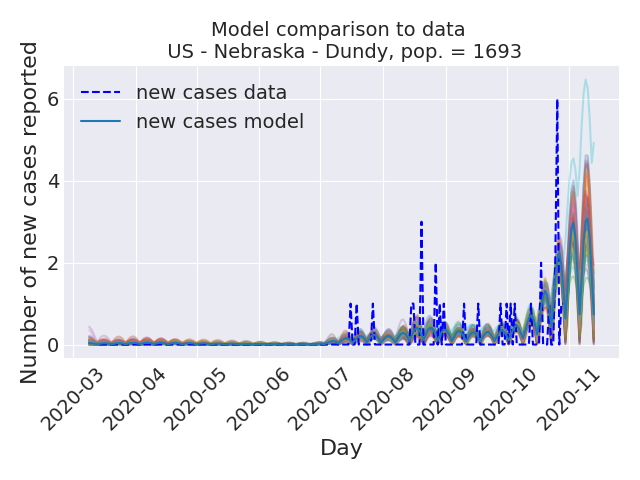 Model comparison to data
US - Nebraska - Dundy, pop. = 1693
new cases data
new cases model
Number of new cases reported
6
4
2
0
2020-03
2020-04
2020-05
2020-06
2020-07
2020-08
2020-09
2020-10
2020-11
Day